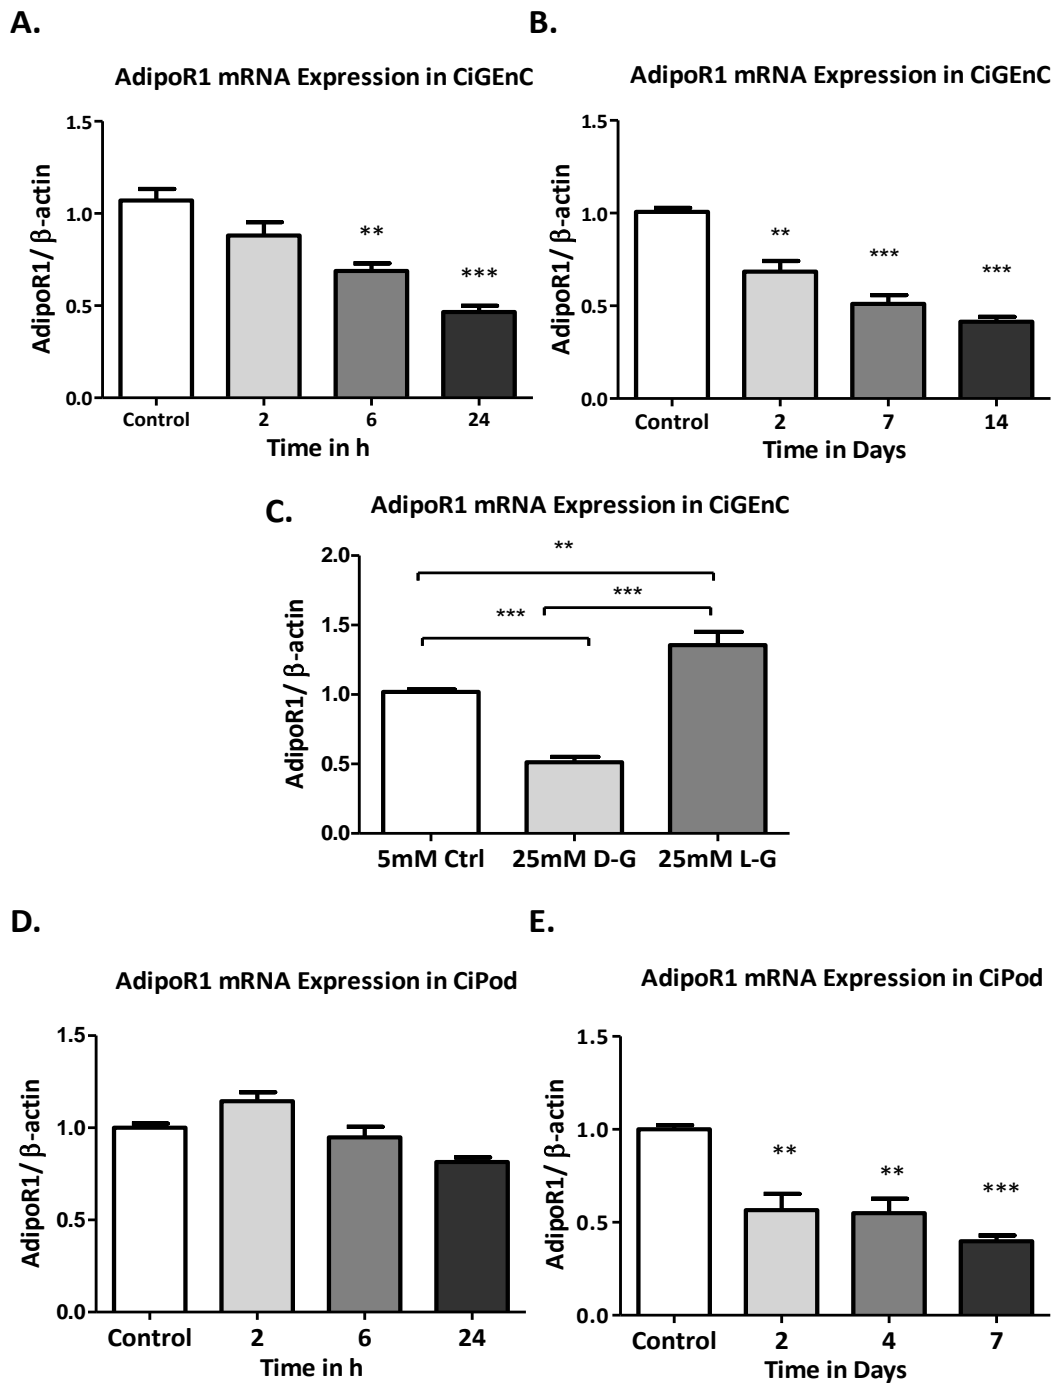 A.
AdipoR1 mRNA Expression in CiGEnC
AdipoR1/ β-actin
1.5
1.0
0.5
0.0
**
***
Control 2 6 24
Time in h
B.
AdipoR1 mRNA Expression in CiGEnC
AdipoR1/ β-actin
1.5
1.0
0.5
0.0
**
***
***
Control 2 7 14
Time in Days
C.
AdipoR1 mRNA Expression in CiGEnC
AdipoR1/ β-actin
2.0
1.5
1.0
0.5
0.0
**
***
***
5mM Ctrl 25mM D-G 25mM L-G
D.
AdipoR1 mRNA Expression in CiPod
AdipoR1/ β-actin
1.5
1.0
0.5
0.0
Control 2 6 24
Time in h
E.
AdipoR1 mRNA Expression in CiPod
AdipoR1/ β-actin
1.5
1.0
0.5
0.0
**
**
***
Control 2 4 7
Time in Days